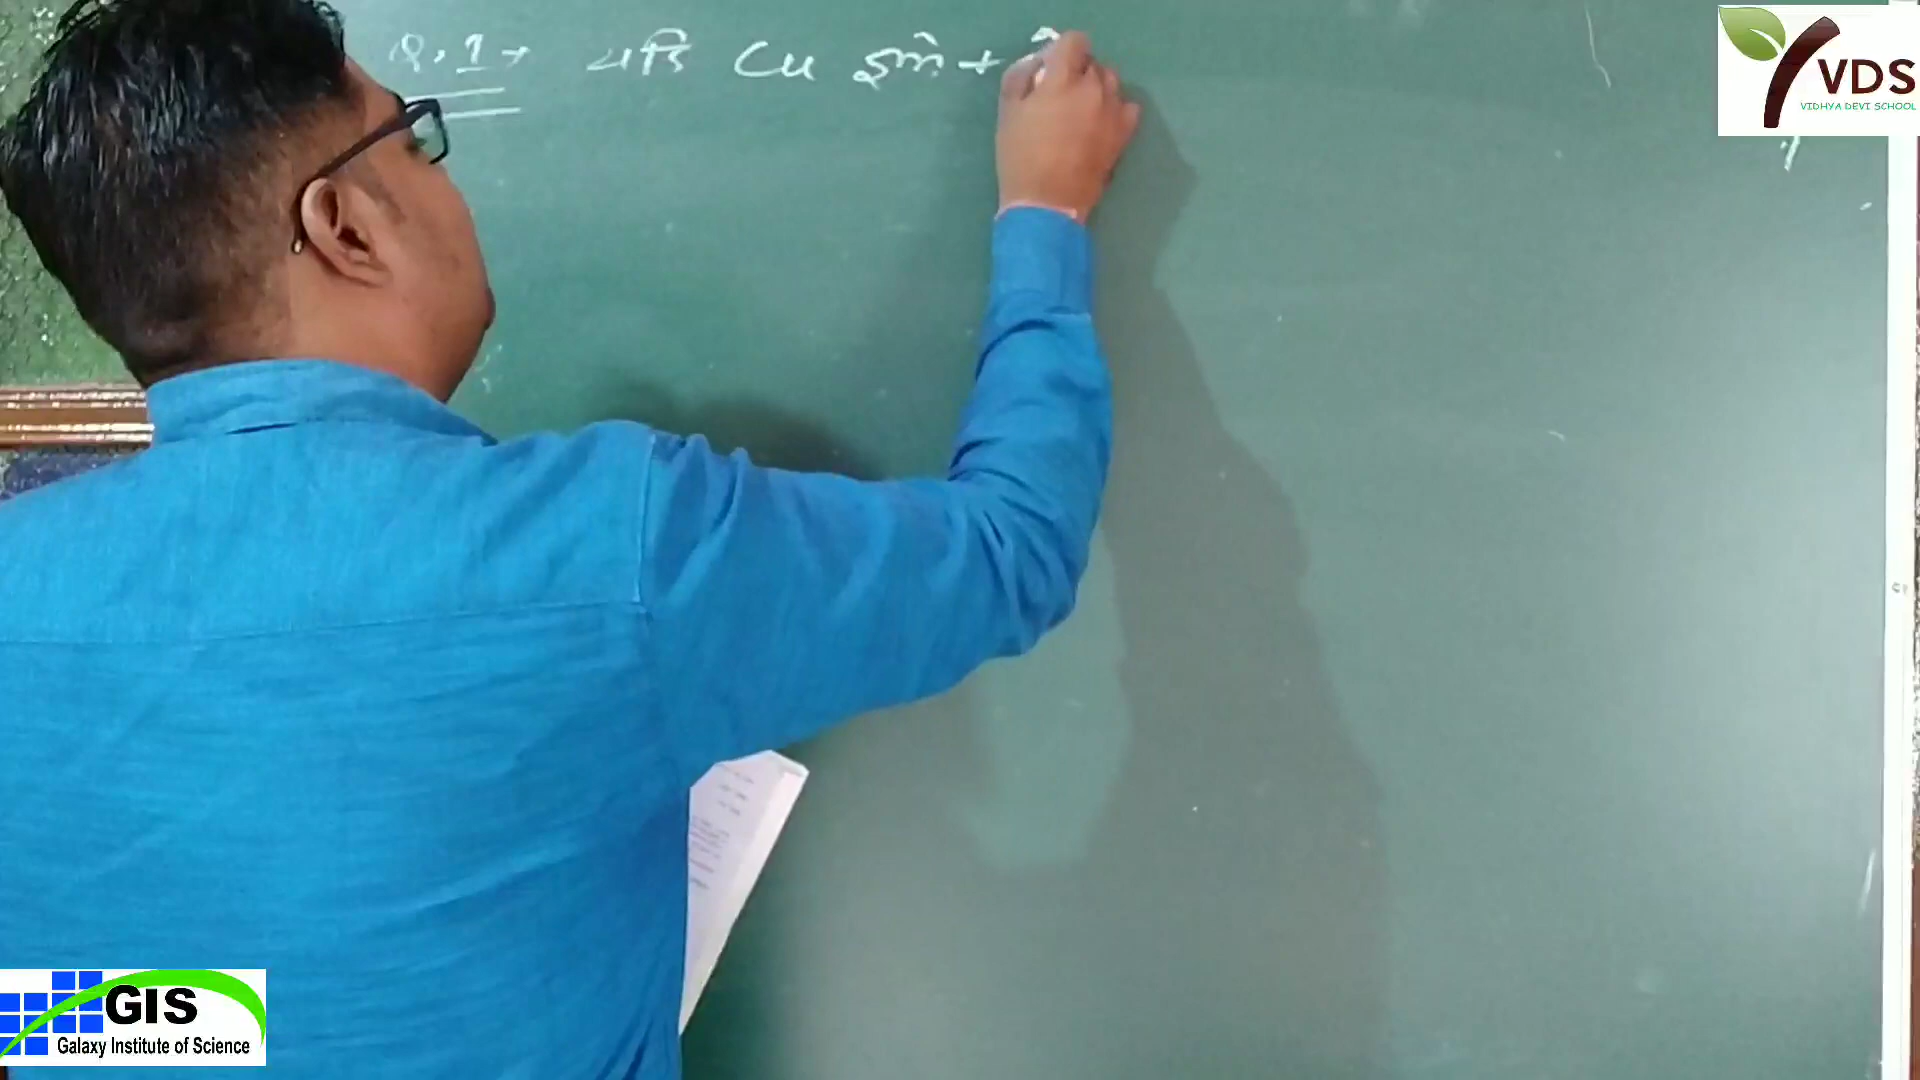 Q.1→ यदि Cu
VDS
VIDHYA DEVI SCHOOL
GIS
Galaxy Institute of Science